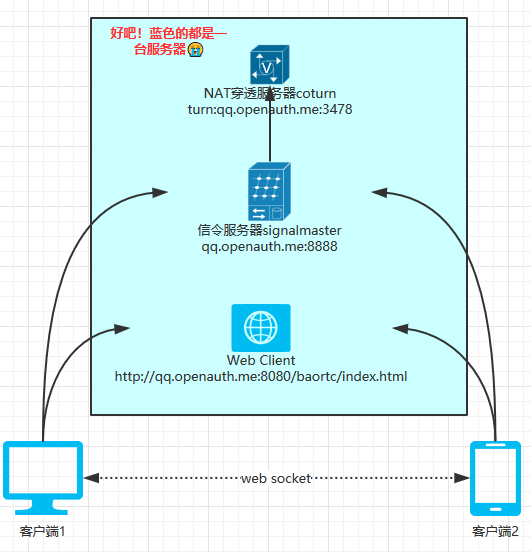 好吧！蓝色的都是一
台服务器😭
NAT穿透服务器coturn
turn:qq.openauth.me:3478
信令服务器signalmaster
qq.openauth.me:8888
Web Client
http://qq.openauth.me:8080/baortc/index.html
web socket
客户端1
客户端2